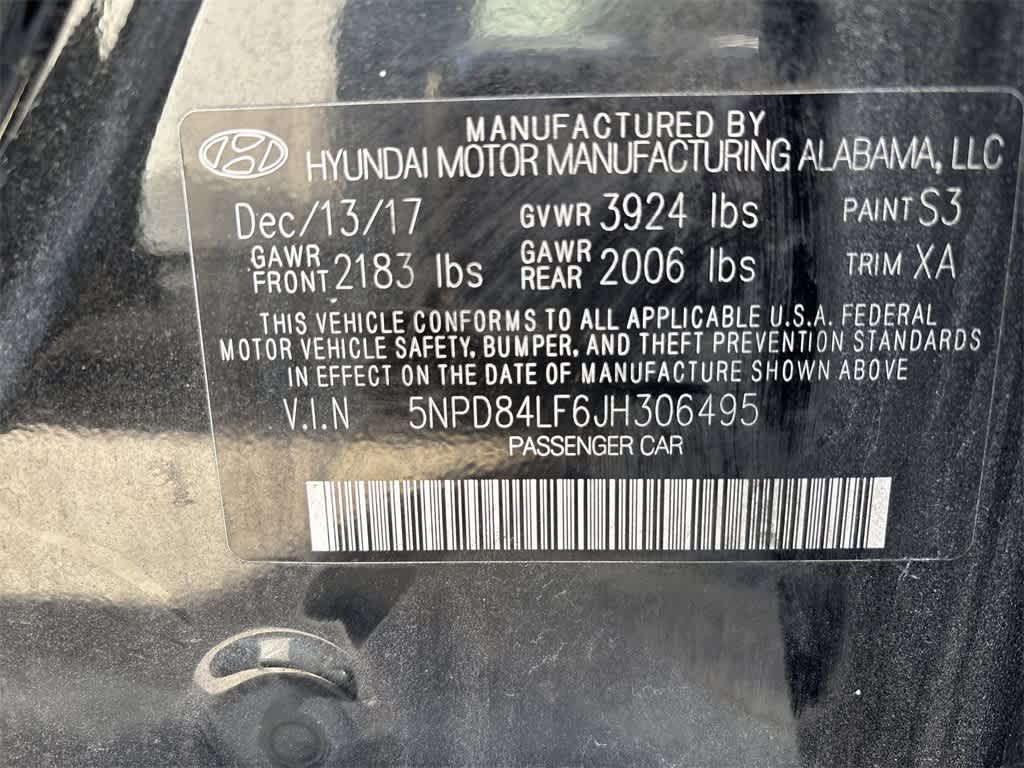 MANUFACTURED BY
HYUNDAI MOTOR MANUFACTURING ALABAMA, LLC
Dec/13/17 GVWR 3924 lbs PAINT S3
GAWR FRONT 2183 lbs GAWR REAR 2006 lbs TRIM XA
THIS VEHICLE CONFORMS TO ALL APPLICABLE U.S.A. FEDERAL
MOTOR VEHICLE SAFETY, BUMPER, AND THEFT PREVENTION STANDARDS
IN EFFECT ON THE DATE OF MANUFACTURE SHOWN ABOVE
V.I.N 5NPD84LF6JH306495
PASSENGER CAR